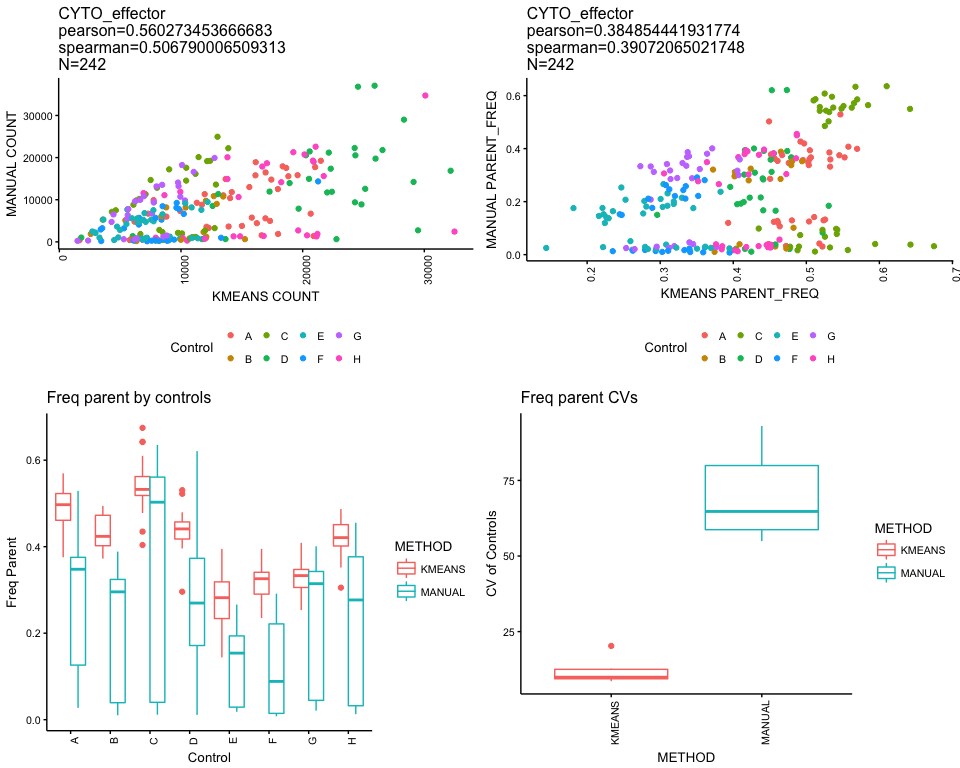 CYTO_effector
pearson=0.560273453666683
spearman=0.506790006509313
N=242
MANUAL COUNT
30000
20000
10000
0
0
100000
200000
300000
KMEANS COUNT
Control
A
C
E
G
B
D
F
H
CYTO_effector
pearson=0.384854441931774
spearman=0.39072065021748
N=242
MANUAL PARENT_FREQ
0.6
0.4
0.2
0.0
0.2
0.3
0.4
0.5
0.6
0.7
KMEANS PARENT_FREQ
Control
A
C
E
G
B
D
F
H
Freq parent by controls
Freq Parent
0.6
0.4
0.2
0.0
A
B
C
D
E
F
G
H
Control
METHOD
KMEANS
MANUAL
Freq parent CVs
CV of Controls
75
50
25
KMEANS
MANUAL
METHOD
METHOD
KMEANS
MANUAL